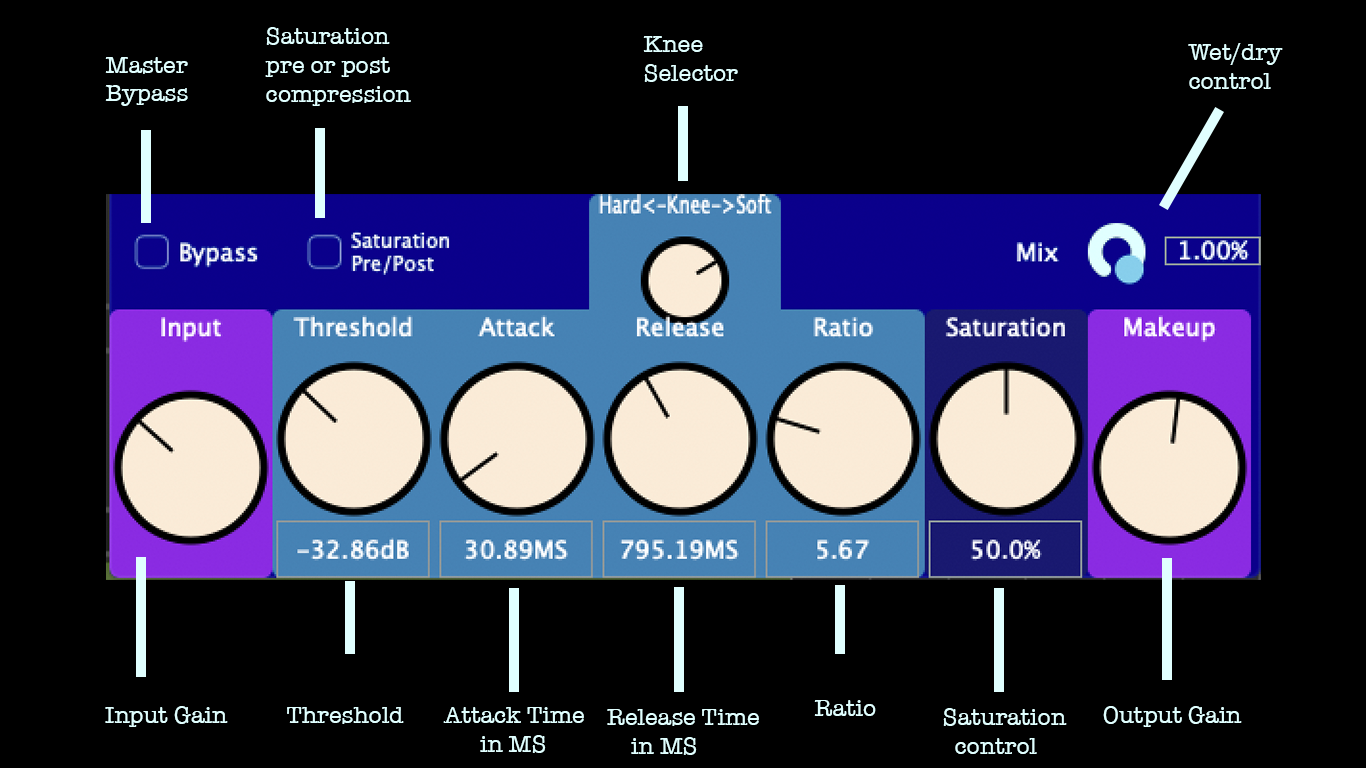 Master
Bypass
Saturation
pre or post
compression
Knee
Selector
Wet/dry
control
Hard<-Knee->Soft
Bypass
Saturation
Pre/Post
Mix
1.00%
Input
Threshold
Attack
Release
Ratio
Saturation
Makeup
-32.86dB
30.89MS
795.19MS
5.67
50.0%
Input Gain
Threshold
Attack Time
in MS
Release Time
in MS
Ratio
Saturation
control
Output Gain